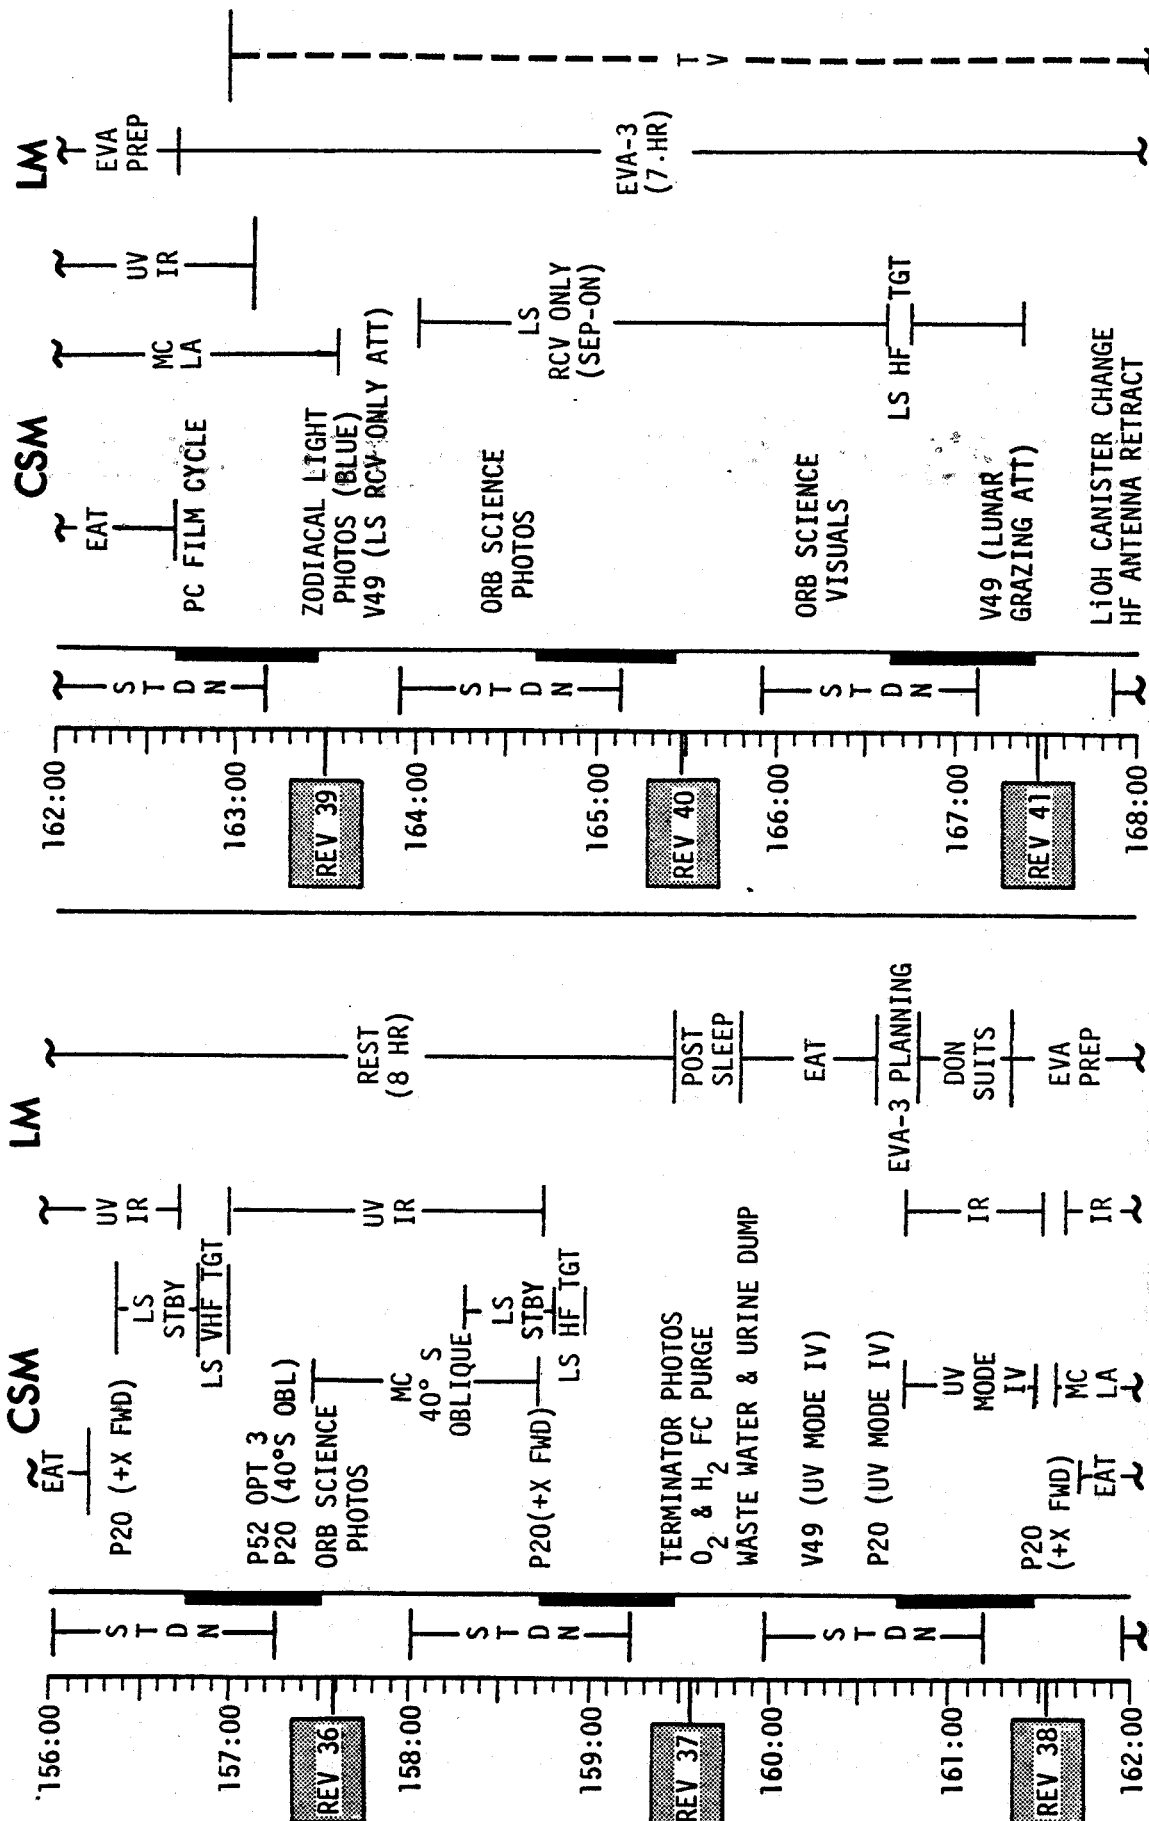 CSM
LM
156:00
157:00
REV 36
158:00
159:00
REV 37
160:00
161:00
REV 38
162:00
STDN
STDN
STDN
EAT
P20 (+X FWD)
P52 OPT 3
P20 (40°S OBL)
ORB SCIENCE
PHOTOS
P20(+X FWD)
TERMINATOR PHOTOS
O2 & H2 FC PURGE
WASTE WATER & URINE DUMP
V49 (UV MODE IV)
P20 (UV MODE IV)
P20
(+X FWD)
EAT
MC
40° S
OBLIQUE
UV
MODE
IV
MC
LA
LS
STBY
LS VHF TGT
LS
STBY
LS HF TGT
UV
IR
UV
IR
IR
IR
REST
(8 HR)
POST
SLEEP
EAT
EVA-3 PLANNING
DON
SUITS
EVA
PREP
CSM
LM
162:00
163:00
REV 39
164:00
165:00
REV 40
166:00
167:00
REV 41
168:00
STDN
STDN
STDN
EAT
PC FILM CYCLE
ZODIACAL LIGHT
PHOTOS (BLUE)
V49 (LS RCV ONLY ATT)
ORB SCIENCE
PHOTOS
ORB SCIENCE
VISUALS
V49 (LUNAR
GRAZING ATT)
LiOH CANISTER CHANGE
HF ANTENNA RETRACT
MC
LA
LS
RCV ONLY
(SEP-ON)
LS HF TGT
UV
IR
EVA
PREP
EVA-3
(7-HR)
TV